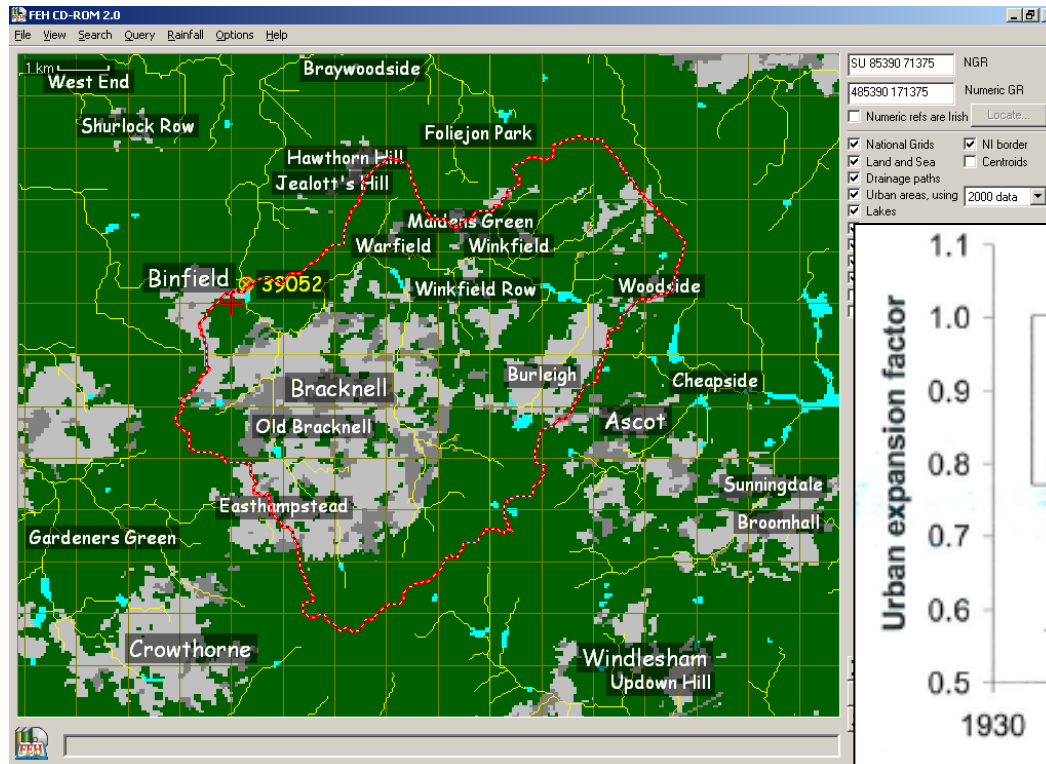 FEH CD-ROM 2.0
File View Search Query Rainfall Options Help
1 km
West End
Braywoodside
Shurlock Row
Foliejon Park
Hawthorn Hill
Jealott's Hill
Maidens Green
Warfield Winkfield
Binfield 39052
Winkfield Row
Woodside
Burleigh
Cheapside
Bracknell
Ascot
Old Bracknell
Sunningdale
Easthampstead
Broomhall
Gardeners Green
Crowthorne
Windlesham
Updown Hill
FEH
SU 85390 71375 NGR
485390 171375 Numeric GR
Numeric refs are Irish Locate...
National Grids NI border
Land and Sea Centroids
Drainage paths
Urban areas, using 2000 data
Lakes
Urban expansion factor
1.1
1.0
0.9
0.8
0.7
0.6
0.5
1930